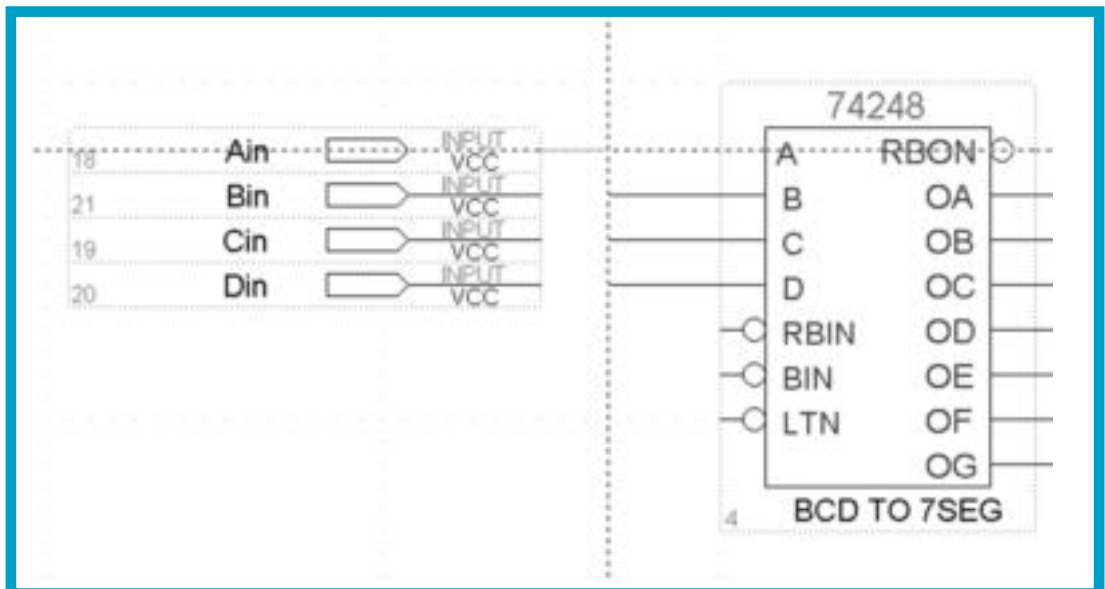 74248
18 Ain INPUT VCC A RBON
21 Bin INPUT VCC B OA
19 Cin INPUT VCC C OB
20 Din INPUT VCC D OC
RBIN OD
BIN OE
LTN OF
OG
4 BCD TO 7SEG